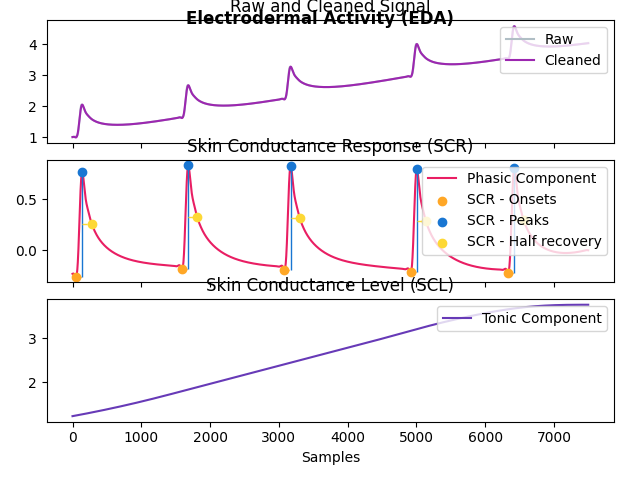 Raw and Cleaned Signal
Electrodermal Activity (EDA)
4
3
2
1
Raw
Cleaned
Skin Conductance Response (SCR)
0.5
0.0
Phasic Component
SCR - Onsets
SCR - Peaks
SCR - Half recovery
Skin Conductance Level (SCL)
3
2
Tonic Component
0 1000 2000 3000 4000 5000 6000 7000
Samples